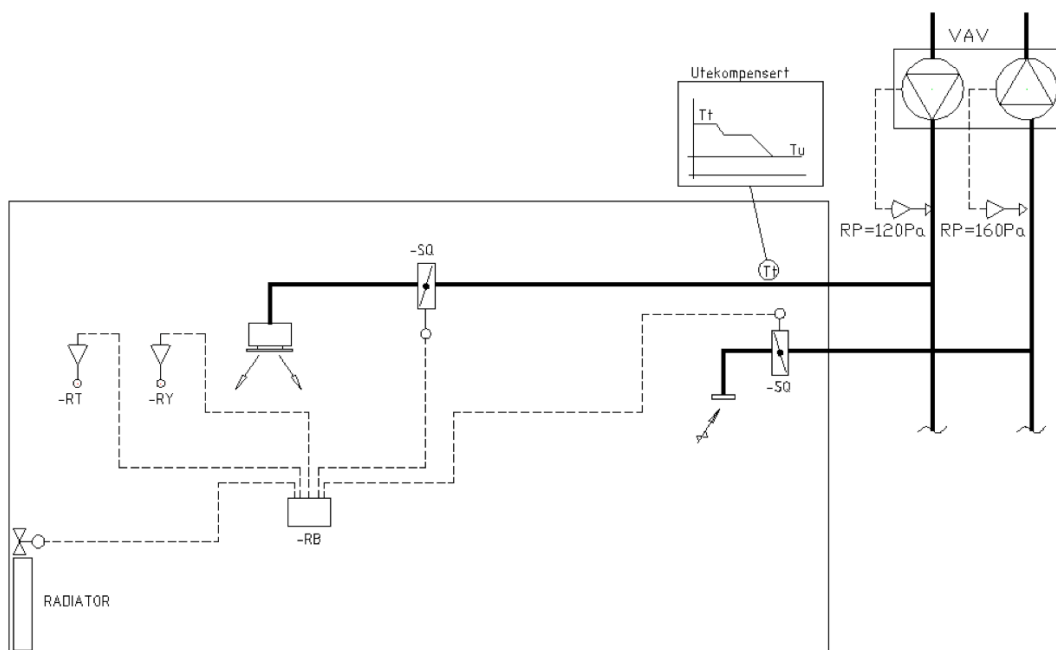 VAV
Utekompensert
Tt
Tu
RP=120Pa
RP=160Pa
-SQ
Tt
-RT
-RY
-SQ
-RB
RADIATOR